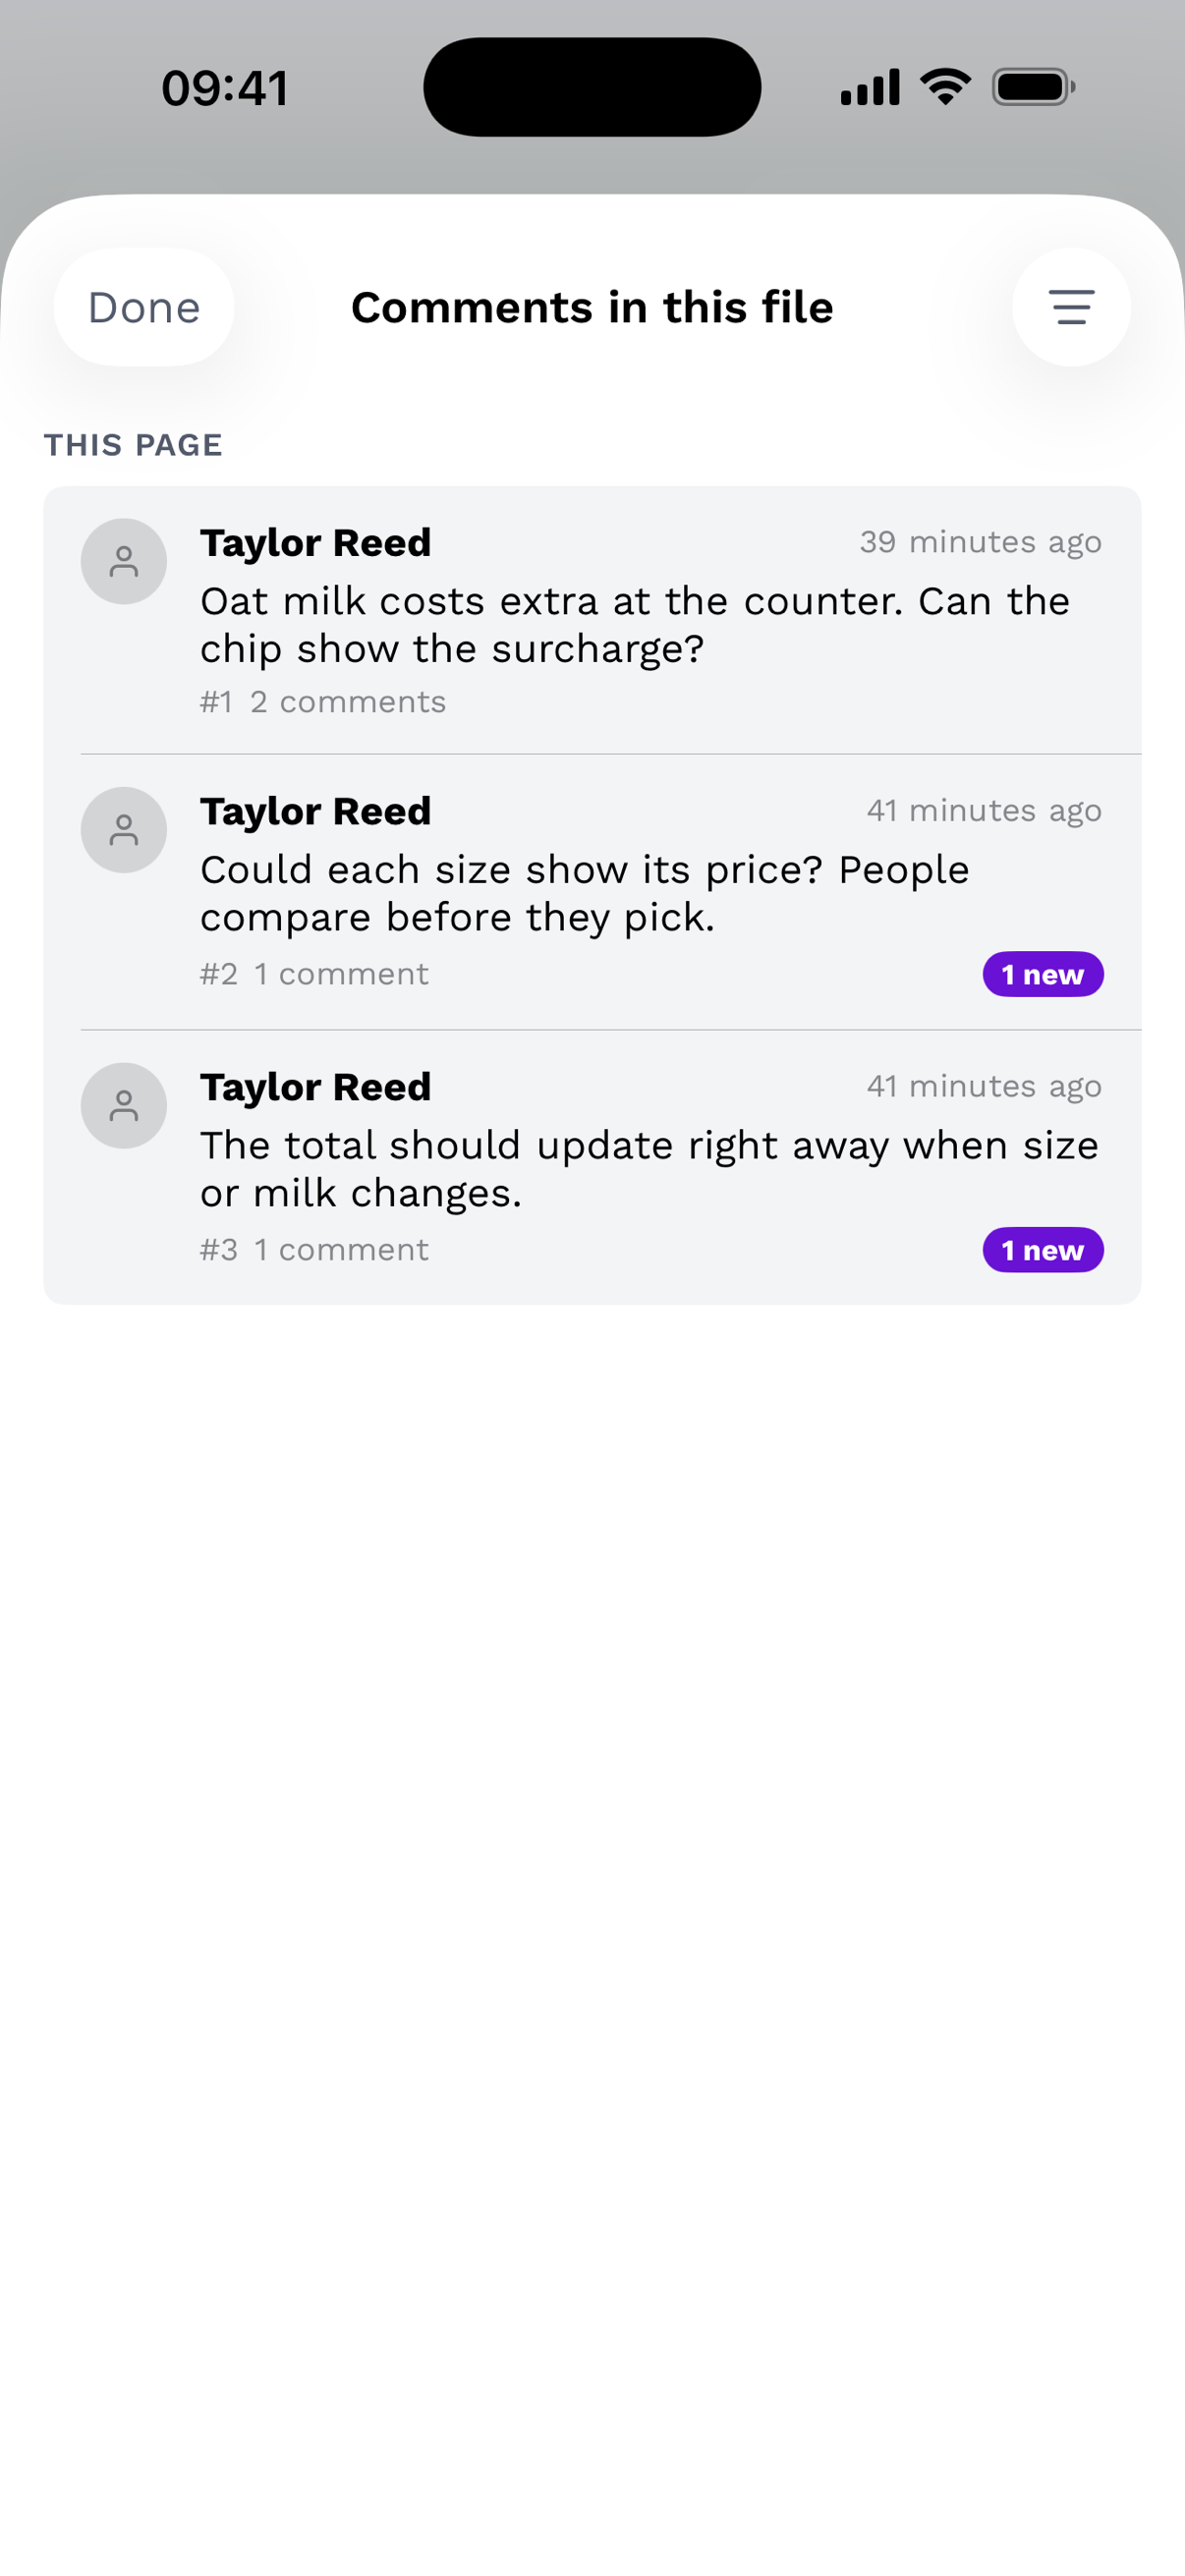 09:41
Done
Comments in this file
THIS PAGE
Taylor Reed
39 minutes ago
Oat milk costs extra at the counter. Can the
chip show the surcharge?
#1 2 comments
Taylor Reed
41 minutes ago
Could each size show its price? People
compare before they pick.
#2 1 comment
1 new
Taylor Reed
41 minutes ago
The total should update right away when size
or milk changes.
#3 1 comment
1 new